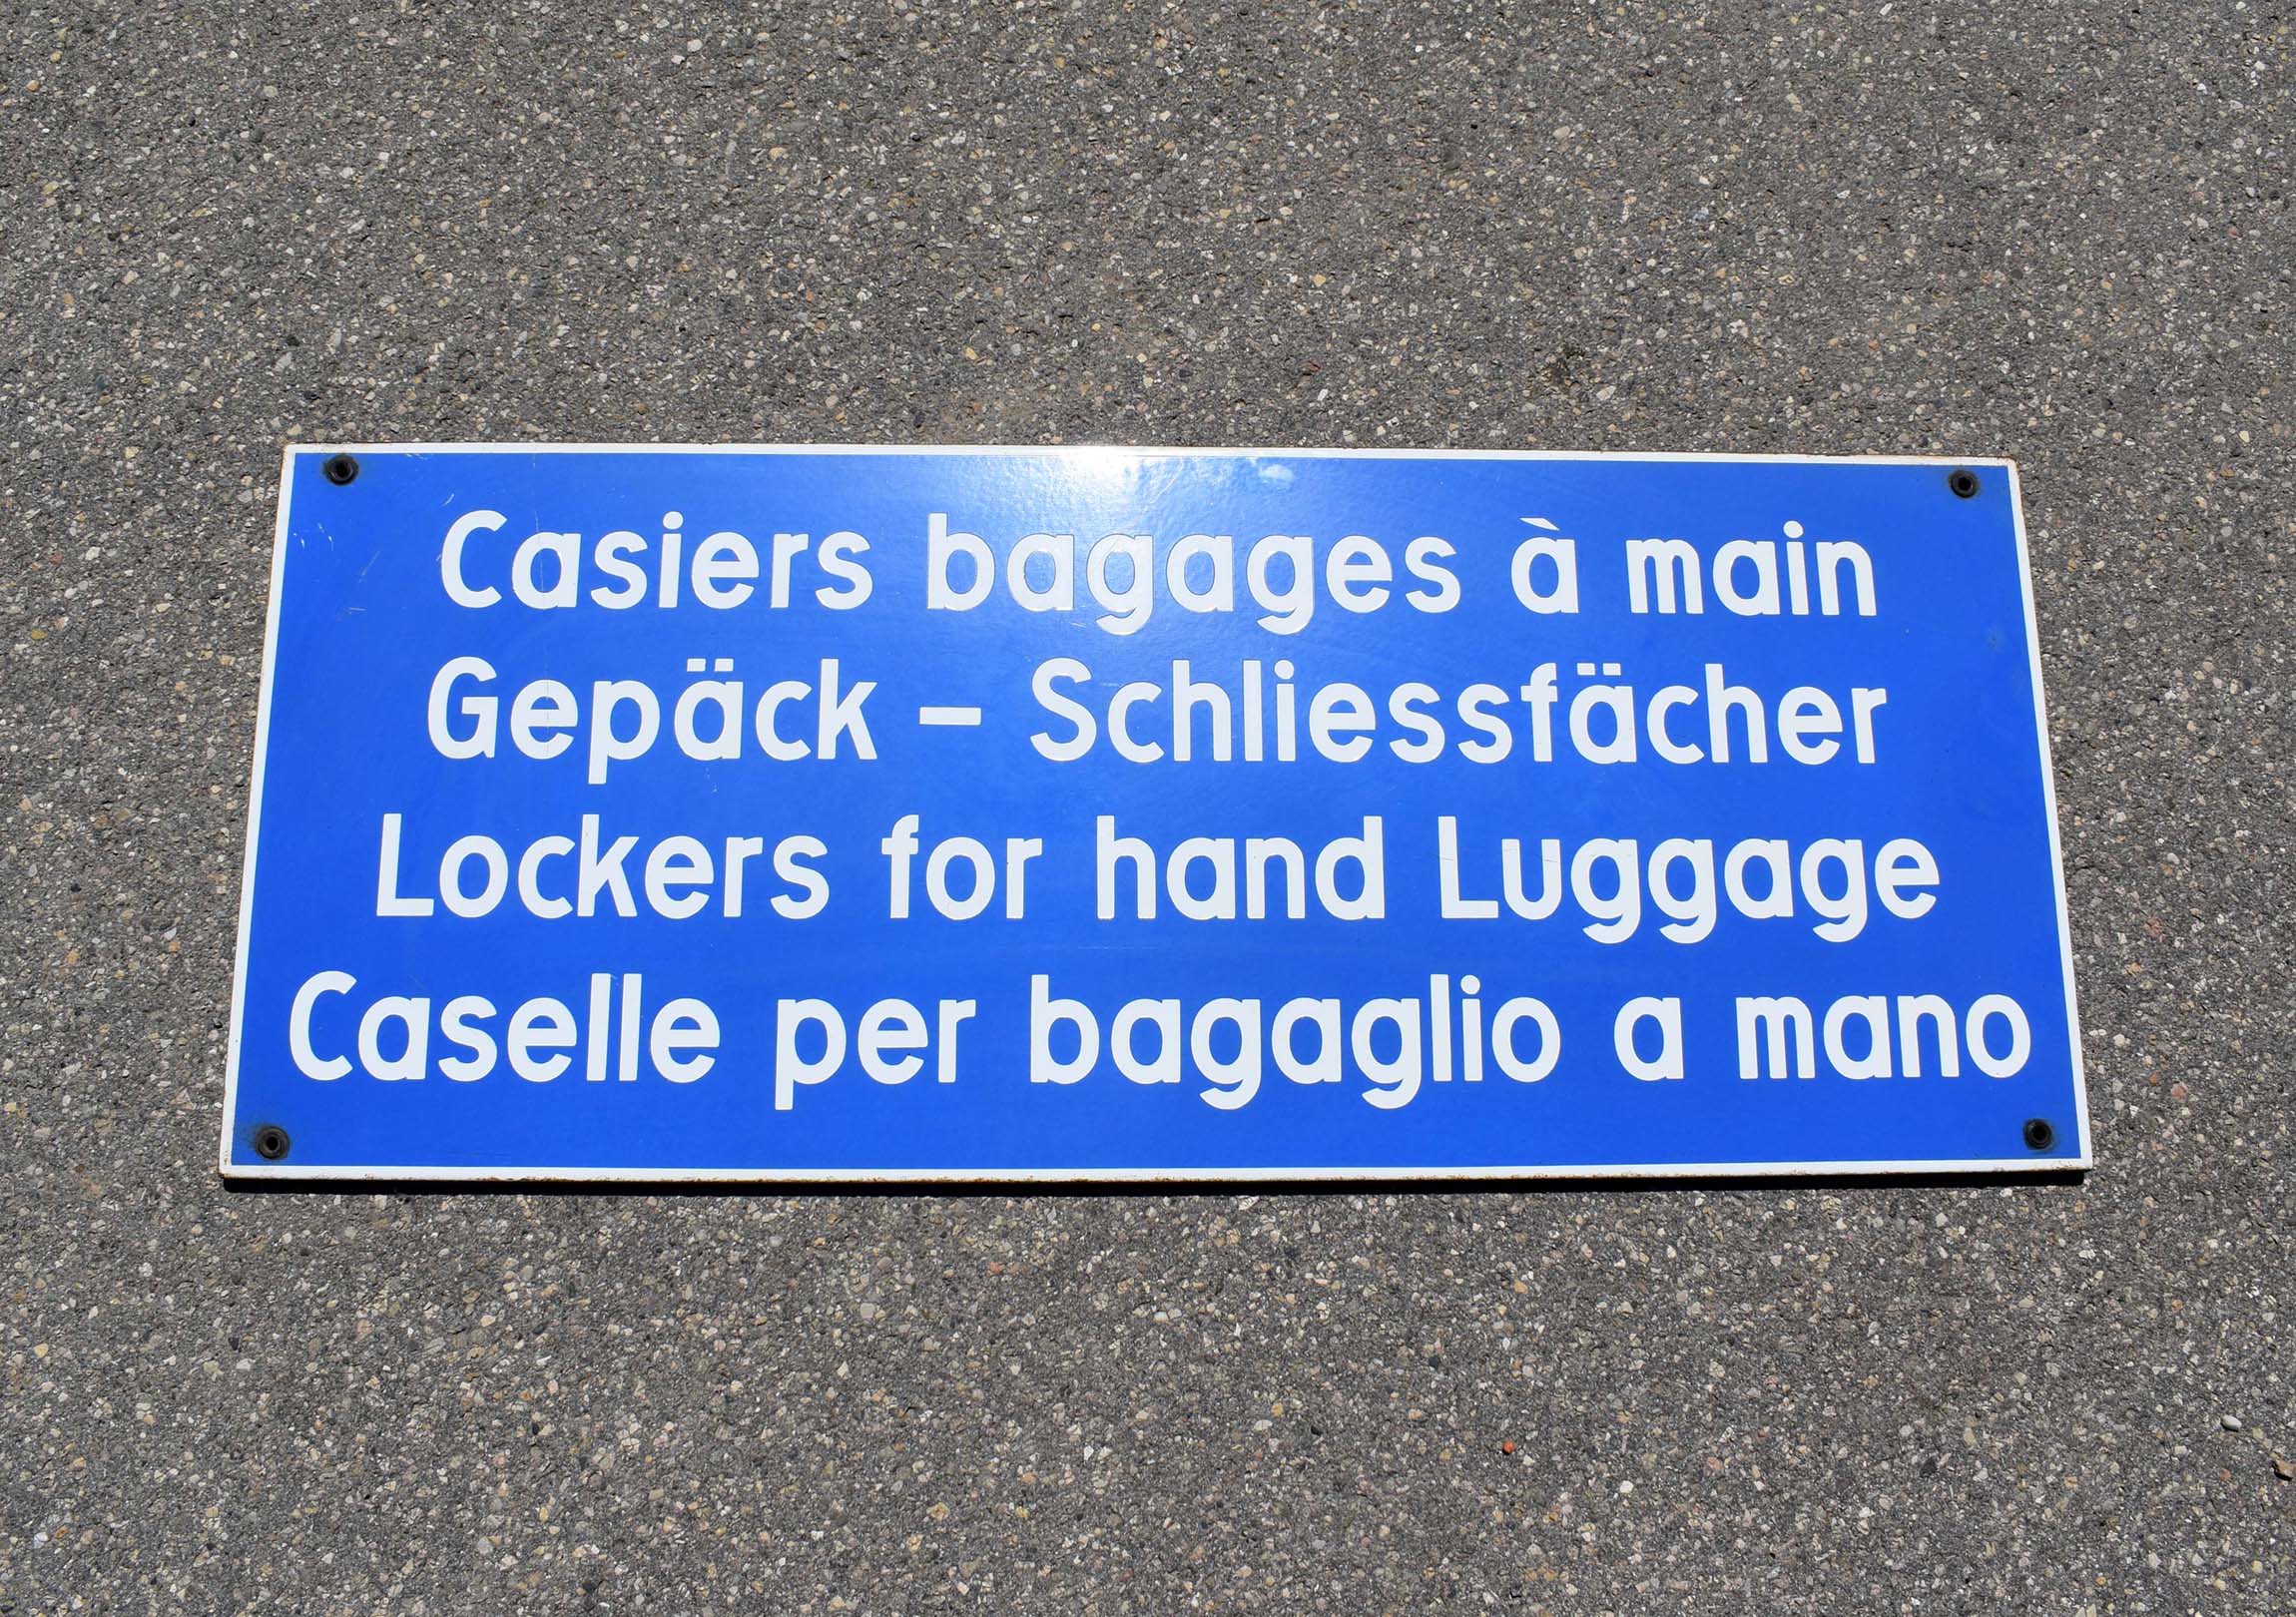 Casiers bagages à main
Gepäck – Schliessfächer
Lockers for hand Luggage
Caselle per bagaglio a mano